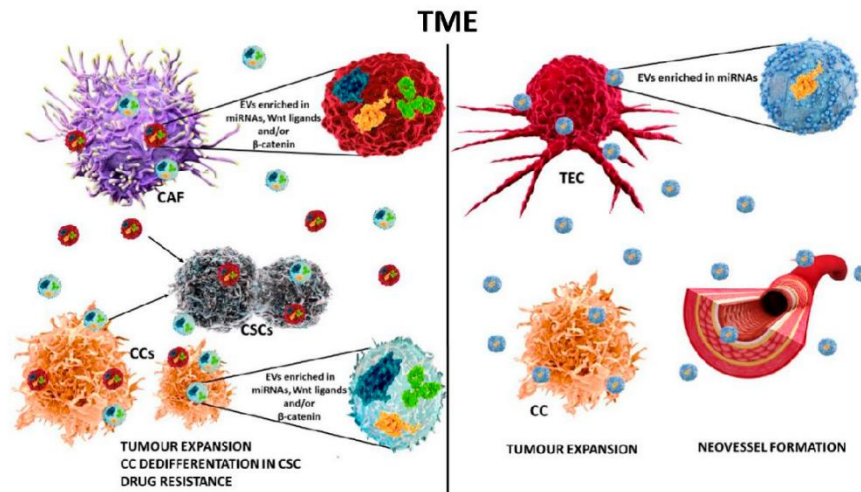 TME
EVs enriched in
miRNAs, Wnt ligands
and/or
β-catenin
CAF
CSCs
CCs
EVs enriched in
miRNAs, Wnt ligands
and/or
β-catenin
TUMOUR EXPANSION
CC DEDIFFERENTATION IN CSC
DRUG RESISTANCE
EVs enriched in miRNAs
TEC
CC
TUMOUR EXPANSION
NEOVESSEL FORMATION